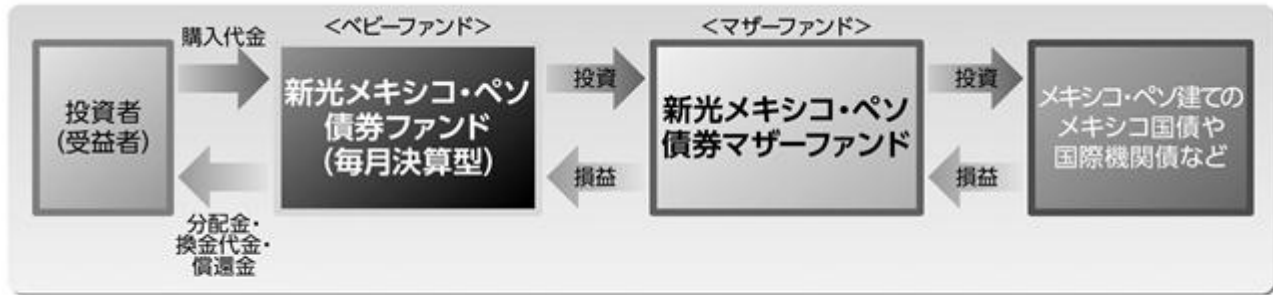 購入代金
<ベビーファンド>
<マザーファンド>
投資者
(受益者)
新光メキシコ・ペソ
債券ファンド
(毎月決算型)
投資
損益
新光メキシコ・ペソ
債券マザーファンド
投資
損益
メキシコ・ペソ建ての
メキシコ国債や
国際機関債など
分配金・
換金代金・
償還金